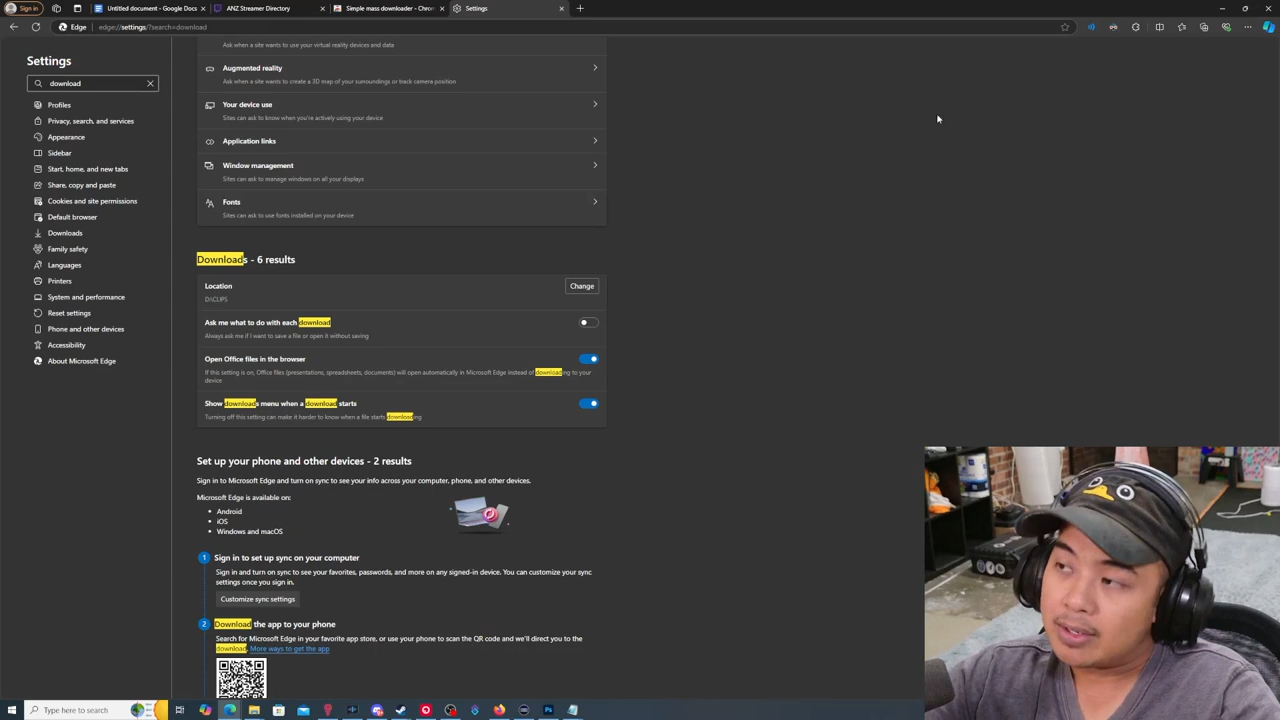 Sign in
Untitled document - Google Docs
ANZ Streamer Directory
Simple mass downloader - Chro
Settings
Edge
edge://settings/?search=download
Settings
download
Profiles
Privacy, search, and services
Appearance
Sidebar
Start, home, and new tabs
Share, copy and paste
Cookies and site permissions
Default browser
Downloads
Family safety
Languages
Printers
System and performance
Reset settings
Phone and other devices
Accessibility
About Microsoft Edge
Ask when a site wants to use your virtual reality devices and data
Augmented reality
Ask when a site wants to create a 3D map of your surroundings or track camera position
Your device use
Sites can ask to know when you're actively using your device
Application links
Window management
Sites can ask to manage windows on all your displays
Fonts
Sites can ask to use fonts installed on your device
Downloads - 6 results
Location
Change
D:\CLIPS
Ask me what to do with each download
Always ask me if I want to save a file or open it without saving
Open Office files in the browser
If this setting is on, Office files (presentations, spreadsheets, documents) will open automatically in Microsoft Edge instead of downloading to your
device
Show downloads menu when a download starts
Turning off this setting can make it harder to know when a file starts downloading
Set up your phone and other devices - 2 results
Sign in to Microsoft Edge and turn on sync to see your info across your computer, phone, and other devices.
Microsoft Edge is available on:
Android
iOS
Windows and macOS
1 Sign in to set up sync on your computer
Sign in and turn on sync to see your favorites, passwords, and more on any signed-in device. You can customize your sync
settings once you sign in.
Customize sync settings
2 Download the app to your phone
Search for Microsoft Edge in your favorite app store, or use your phone to scan the QR code and we'll direct you to the
download. More ways to get the app
Type here to search